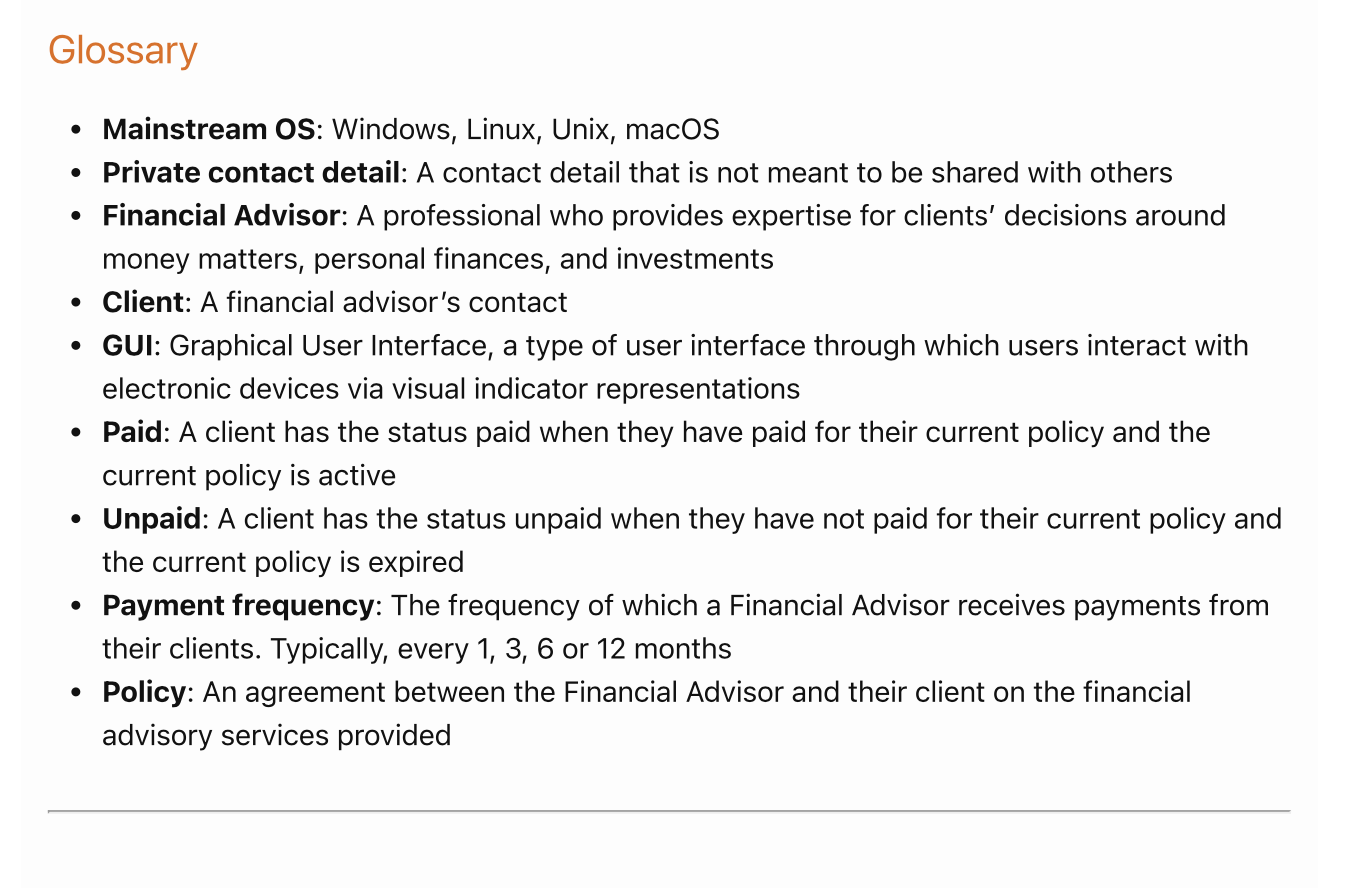 Glossary
• Mainstream OS: Windows, Linux, Unix, macOS
• Private contact detail: A contact detail that is not meant to be shared with others
• Financial Advisor: A professional who provides expertise for clients’ decisions around
money matters, personal finances, and investments
• Client: A financial advisor’s contact
• GUI: Graphical User Interface, a type of user interface through which users interact with
electronic devices via visual indicator representations
• Paid: A client has the status paid when they have paid for their current policy and the
current policy is active
• Unpaid: A client has the status unpaid when they have not paid for their current policy and
the current policy is expired
• Payment frequency: The frequency of which a Financial Advisor receives payments from
their clients. Typically, every 1, 3, 6 or 12 months
• Policy: An agreement between the Financial Advisor and their client on the financial
advisory services provided